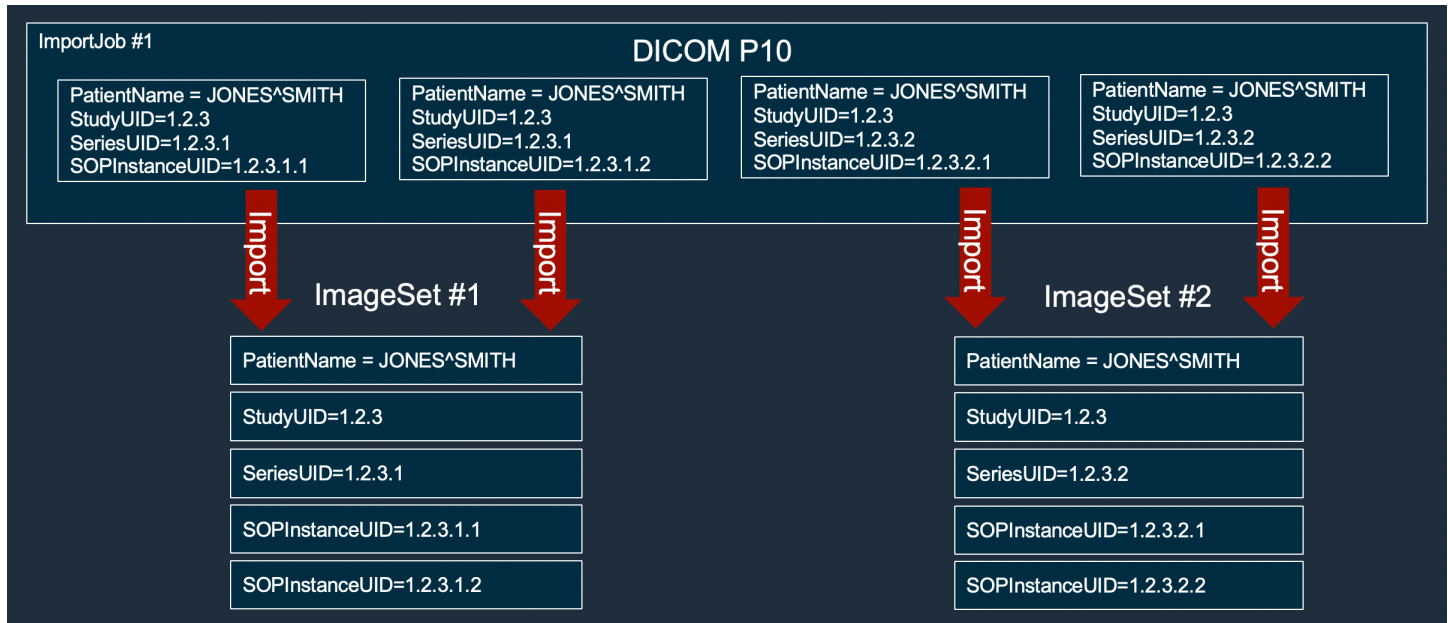 ImportJob #1
DICOM P10
PatientName = JONES^SMITH
StudyUID=1.2.3
SeriesUID=1.2.3.1
SOPInstanceUID=1.2.3.1.1
PatientName = JONES^SMITH
StudyUID=1.2.3
SeriesUID=1.2.3.1
SOPInstanceUID=1.2.3.1.2
PatientName = JONES^SMITH
StudyUID=1.2.3
SeriesUID=1.2.3.2
SOPInstanceUID=1.2.3.2.1
PatientName = JONES^SMITH
StudyUID=1.2.3
SeriesUID=1.2.3.2
SOPInstanceUID=1.2.3.2.2
Import
Import
Import
Import
ImageSet #1
PatientName = JONES^SMITH
StudyUID=1.2.3
SeriesUID=1.2.3.1
SOPInstanceUID=1.2.3.1.1
SOPInstanceUID=1.2.3.1.2
ImageSet #2
PatientName = JONES^SMITH
StudyUID=1.2.3
SeriesUID=1.2.3.2
SOPInstanceUID=1.2.3.2.1
SOPInstanceUID=1.2.3.2.2